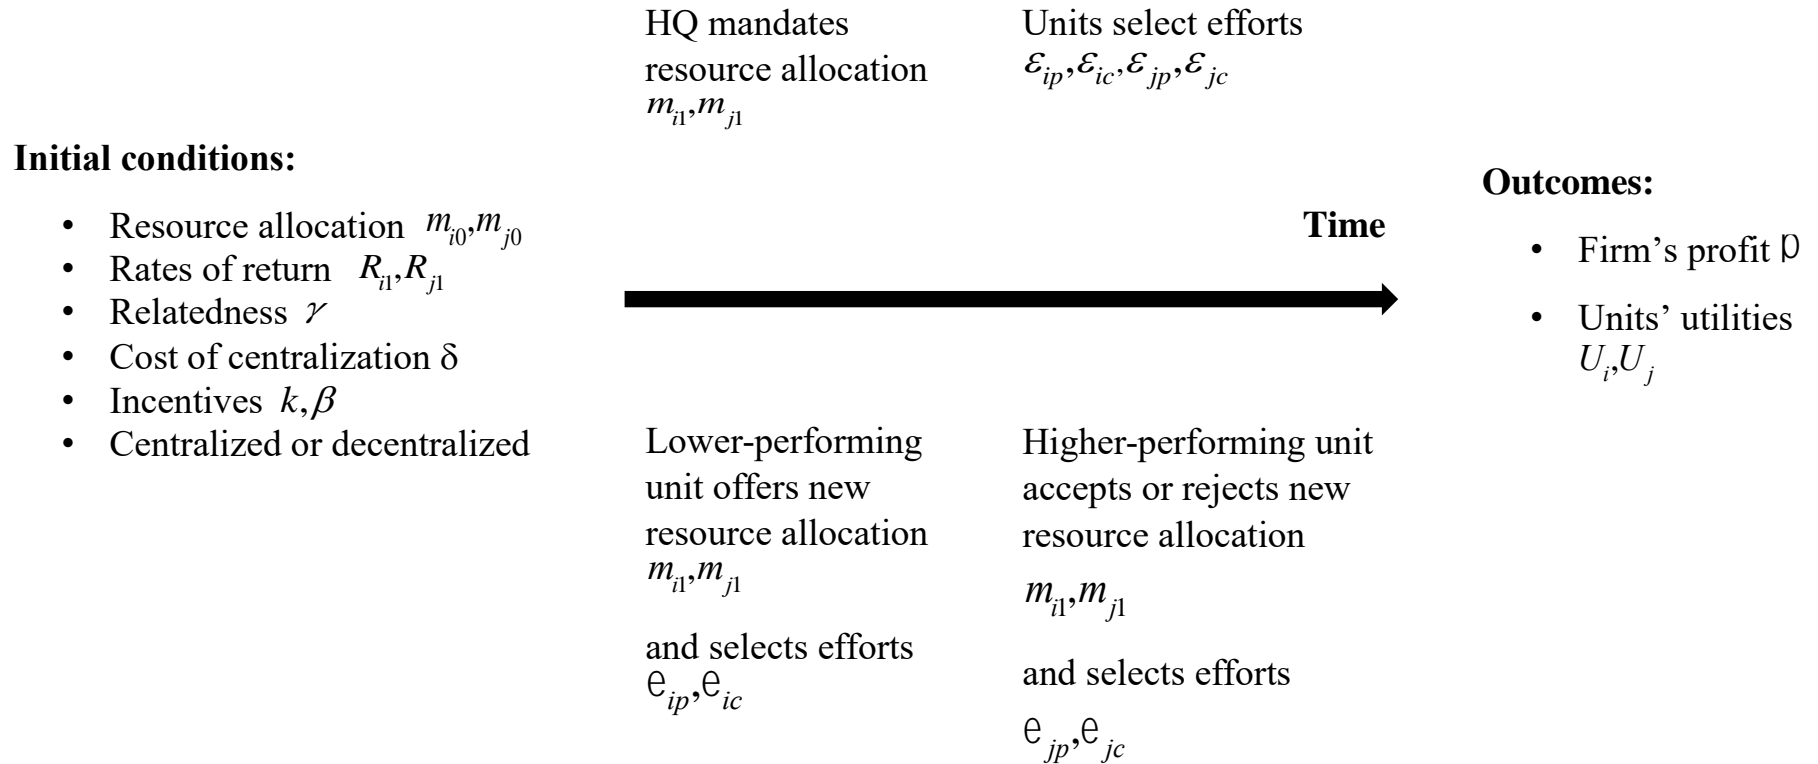 HQ mandates
resource allocation
m_{i1},m_{j1}
Units select efforts
ε_{ip},ε_{ic},ε_{jp},ε_{jc}
Initial conditions:
• Resource allocation m_{i0},m_{j0}
• Rates of return R_{i1},R_{j1}
• Relatedness γ
• Cost of centralization δ
• Incentives k,β
• Centralized or decentralized
Time
Outcomes:
• Firm's profit p
• Units' utilities
U_i,U_j
Lower-performing
unit offers new
resource allocation
m_{i1},m_{j1}
and selects efforts
e_{ip},e_{ic}
Higher-performing unit
accepts or rejects new
resource allocation
m_{i1},m_{j1}
and selects efforts
e_{jp},e_{jc}